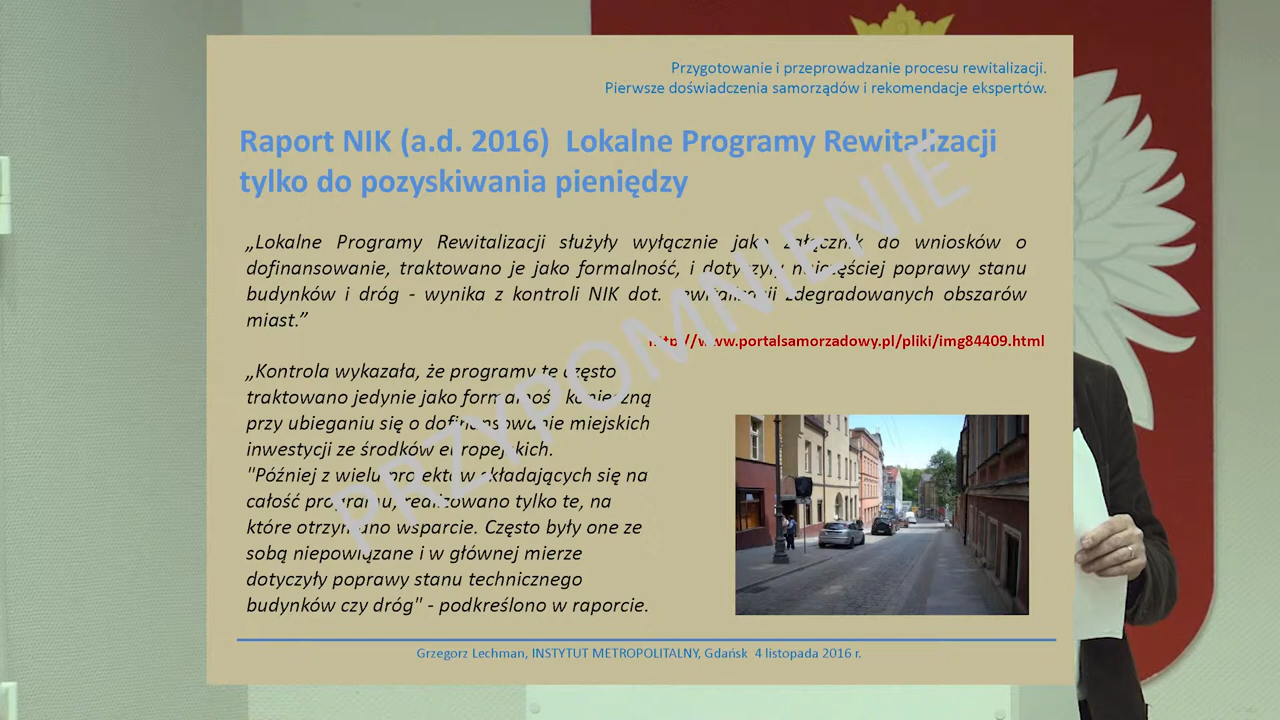 Przygotowanie i przeprowadzanie procesu rewitalizacji.
Pierwsze doświadczenia samorządów i rekomendacje ekspertów.
Raport NIK (a.d. 2016) Lokalne Programy Rewitalizacji
tylko do pozyskiwania pieniędzy
„Lokalne Programy Rewitalizacji służyły wyłącznie jako załącznik do wniosków o
dofinansowanie, traktowano je jako formalność, i dotyczyły najczęściej poprawy stanu
budynków i dróg - wynika z kontroli NIK dot. rewitalizacji zdegradowanych obszarów
miast.”
http://www.portalsamorzadowy.pl/pliki/img84409.html
„Kontrola wykazała, że programy te często
traktowano jedynie jako formalność konieczną
przy ubieganiu się o dofinansowanie miejskich
inwestycji ze środków europejskich.
"Później z wielu projektów składających się na
całość programu, realizowano tylko te, na
które otrzymano wsparcie. Często były one ze
sobą niepowiązane i w głównej mierze
dotyczyły poprawy stanu technicznego
budynków czy dróg" - podkreślono w raporcie.
PRZYPOMNIENIE
Grzegorz Lechman, INSTYTUT METROPOLITALNY, Gdańsk 4 listopada 2016 r.